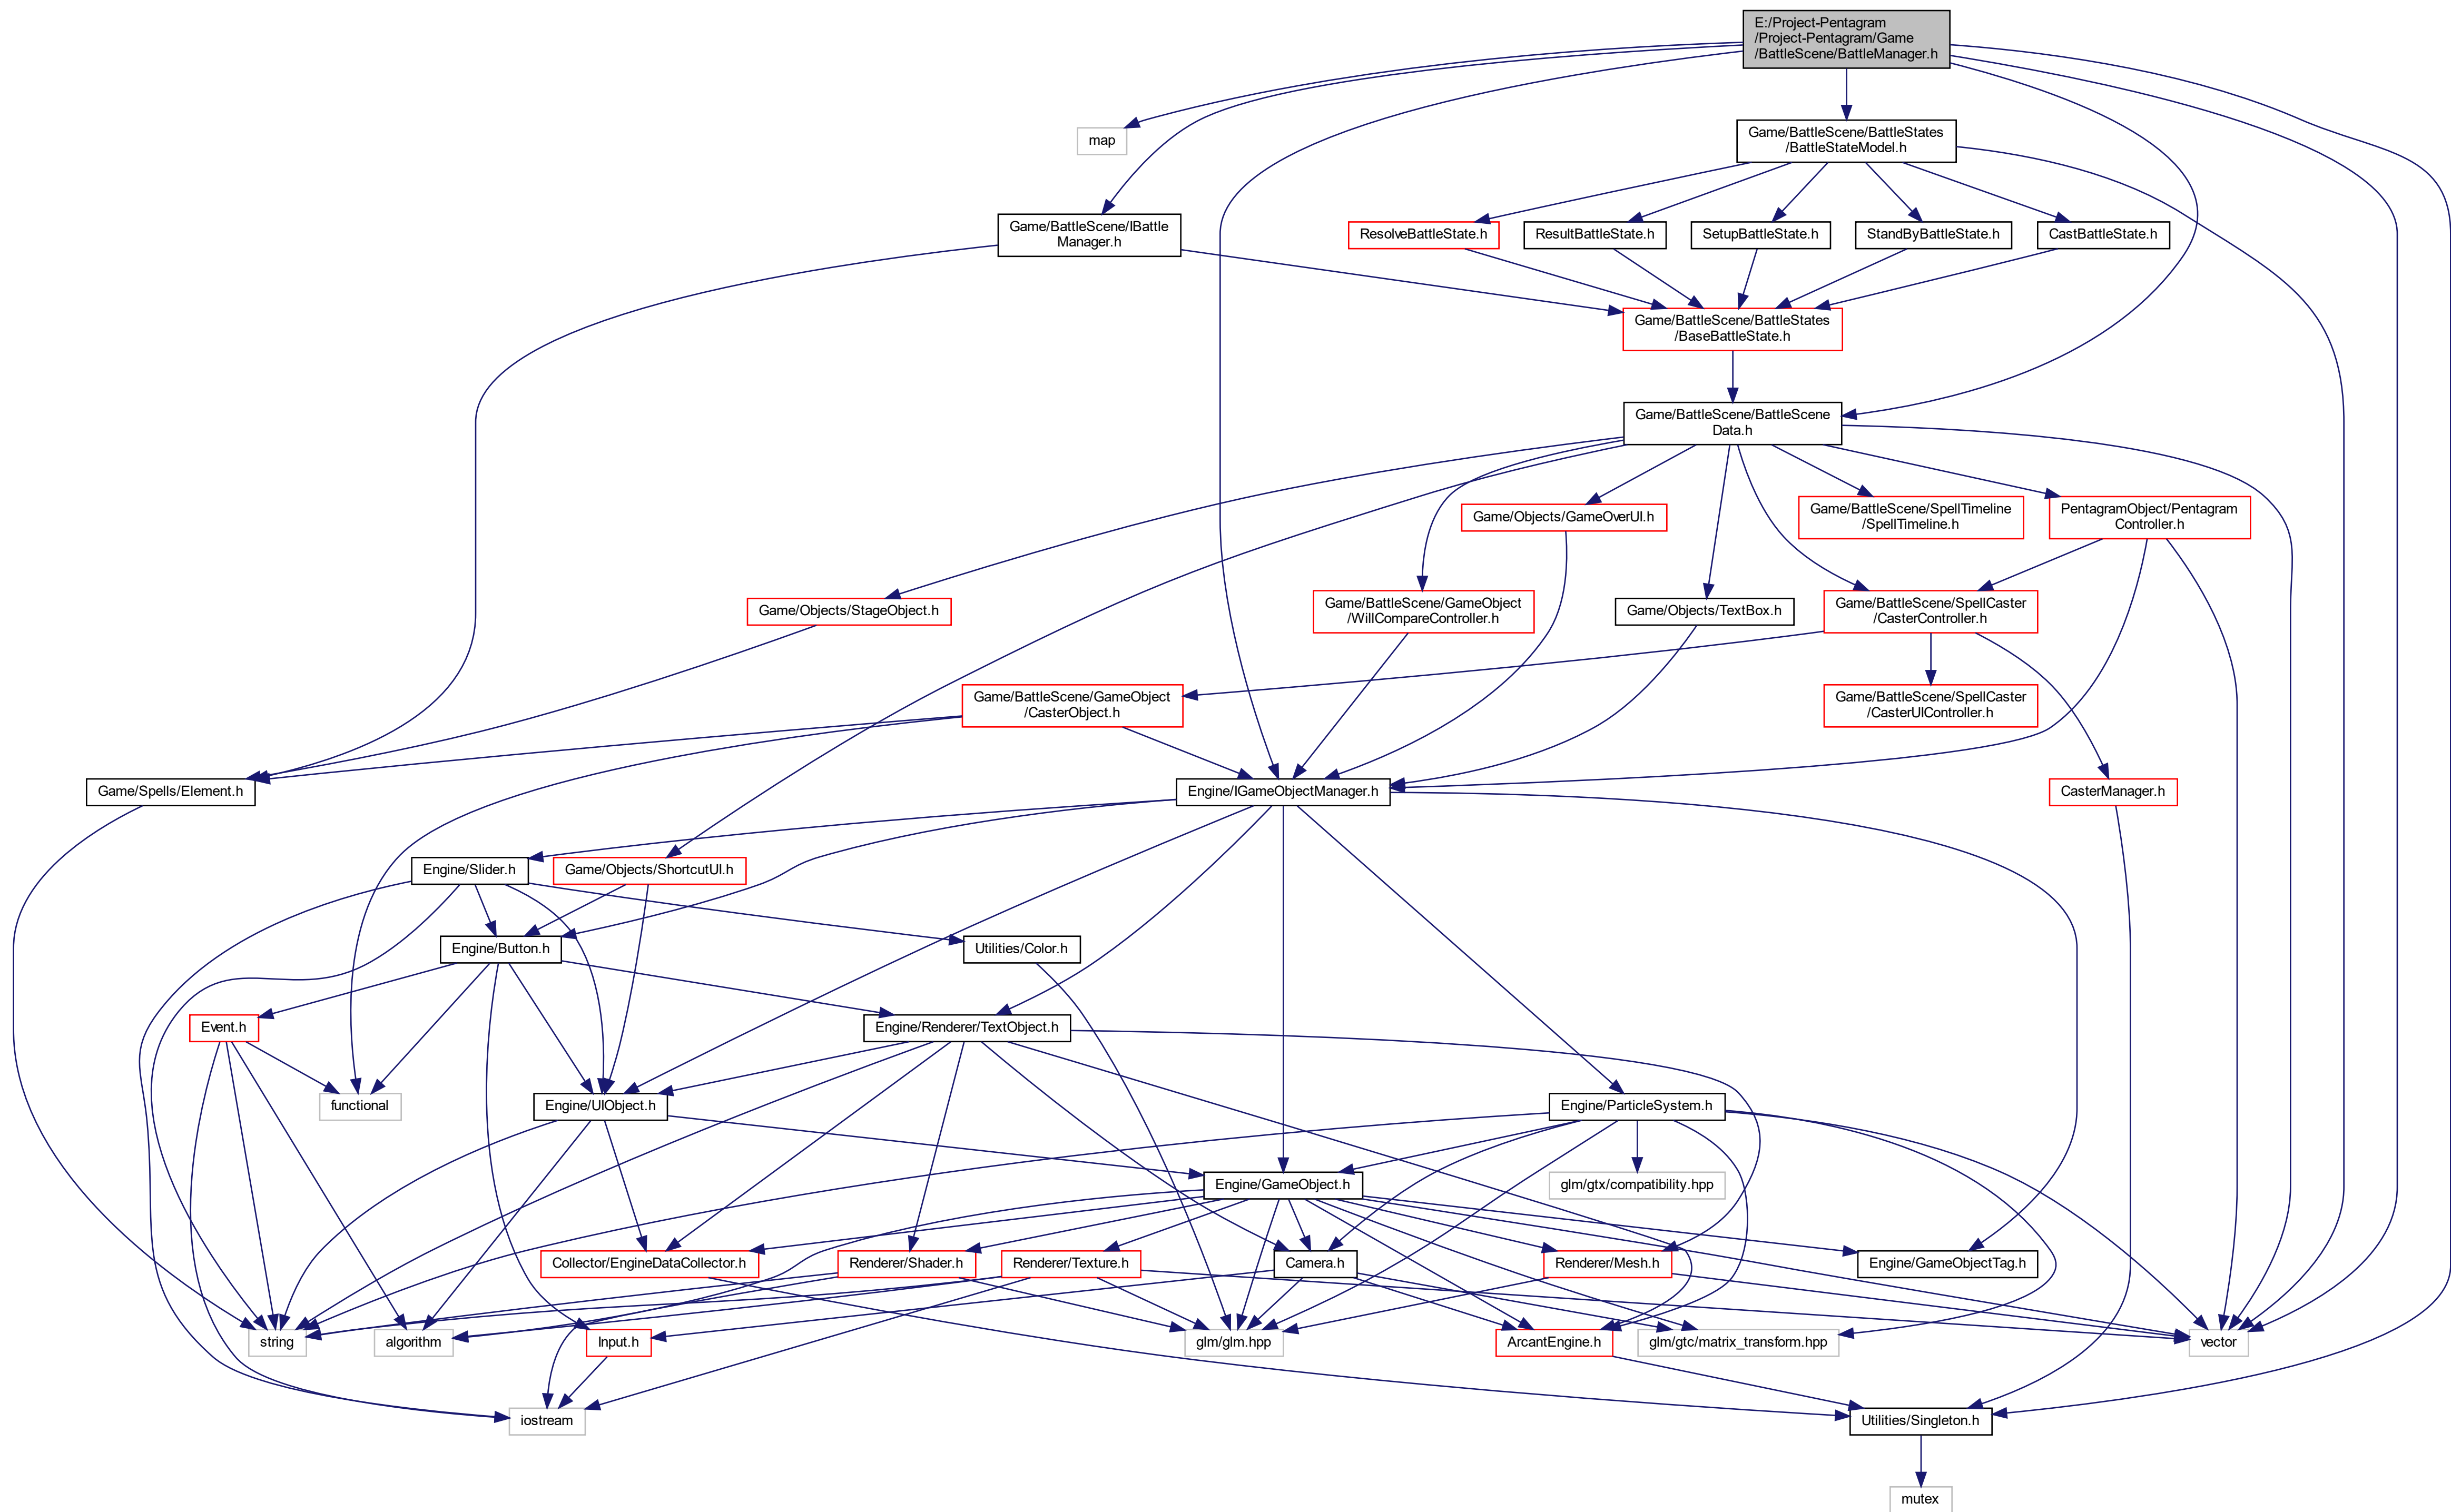 E:/Project-Pentagram
/Project-Pentagram/Game
/BattleScene/BattleManager.h
map
Game/BattleScene/BattleStates
/BattleStateModel.h
Game/BattleScene/IBattle
Manager.h
ResolveBattleState.h
ResultBattleState.h
SetupBattleState.h
StandByBattleState.h
CastBattleState.h
Game/BattleScene/BattleStates
/BaseBattleState.h
Game/BattleScene/BattleScene
Data.h
Game/Objects/GameOverUI.h
Game/BattleScene/SpellTimeline
/SpellTimeline.h
PentagramObject/Pentagram
Controller.h
Game/Objects/StageObject.h
Game/BattleScene/GameObject
/WillCompareController.h
Game/Objects/TextBox.h
Game/BattleScene/SpellCaster
/CasterController.h
Game/BattleScene/GameObject
/CasterObject.h
Game/BattleScene/SpellCaster
/CasterUIController.h
Game/Spells/Element.h
Engine/IGameObjectManager.h
CasterManager.h
Engine/Slider.h
Game/Objects/ShortcutUI.h
Engine/Button.h
Utilities/Color.h
Event.h
Engine/Renderer/TextObject.h
functional
Engine/UIObject.h
Engine/ParticleSystem.h
Engine/GameObject.h
glm/gtx/compatibility.hpp
Collector/EngineDataCollector.h
Renderer/Shader.h
Renderer/Texture.h
Camera.h
Renderer/Mesh.h
Engine/GameObjectTag.h
string
algorithm
Input.h
glm/glm.hpp
ArcantEngine.h
glm/gtc/matrix_transform.hpp
vector
iostream
Utilities/Singleton.h
mutex